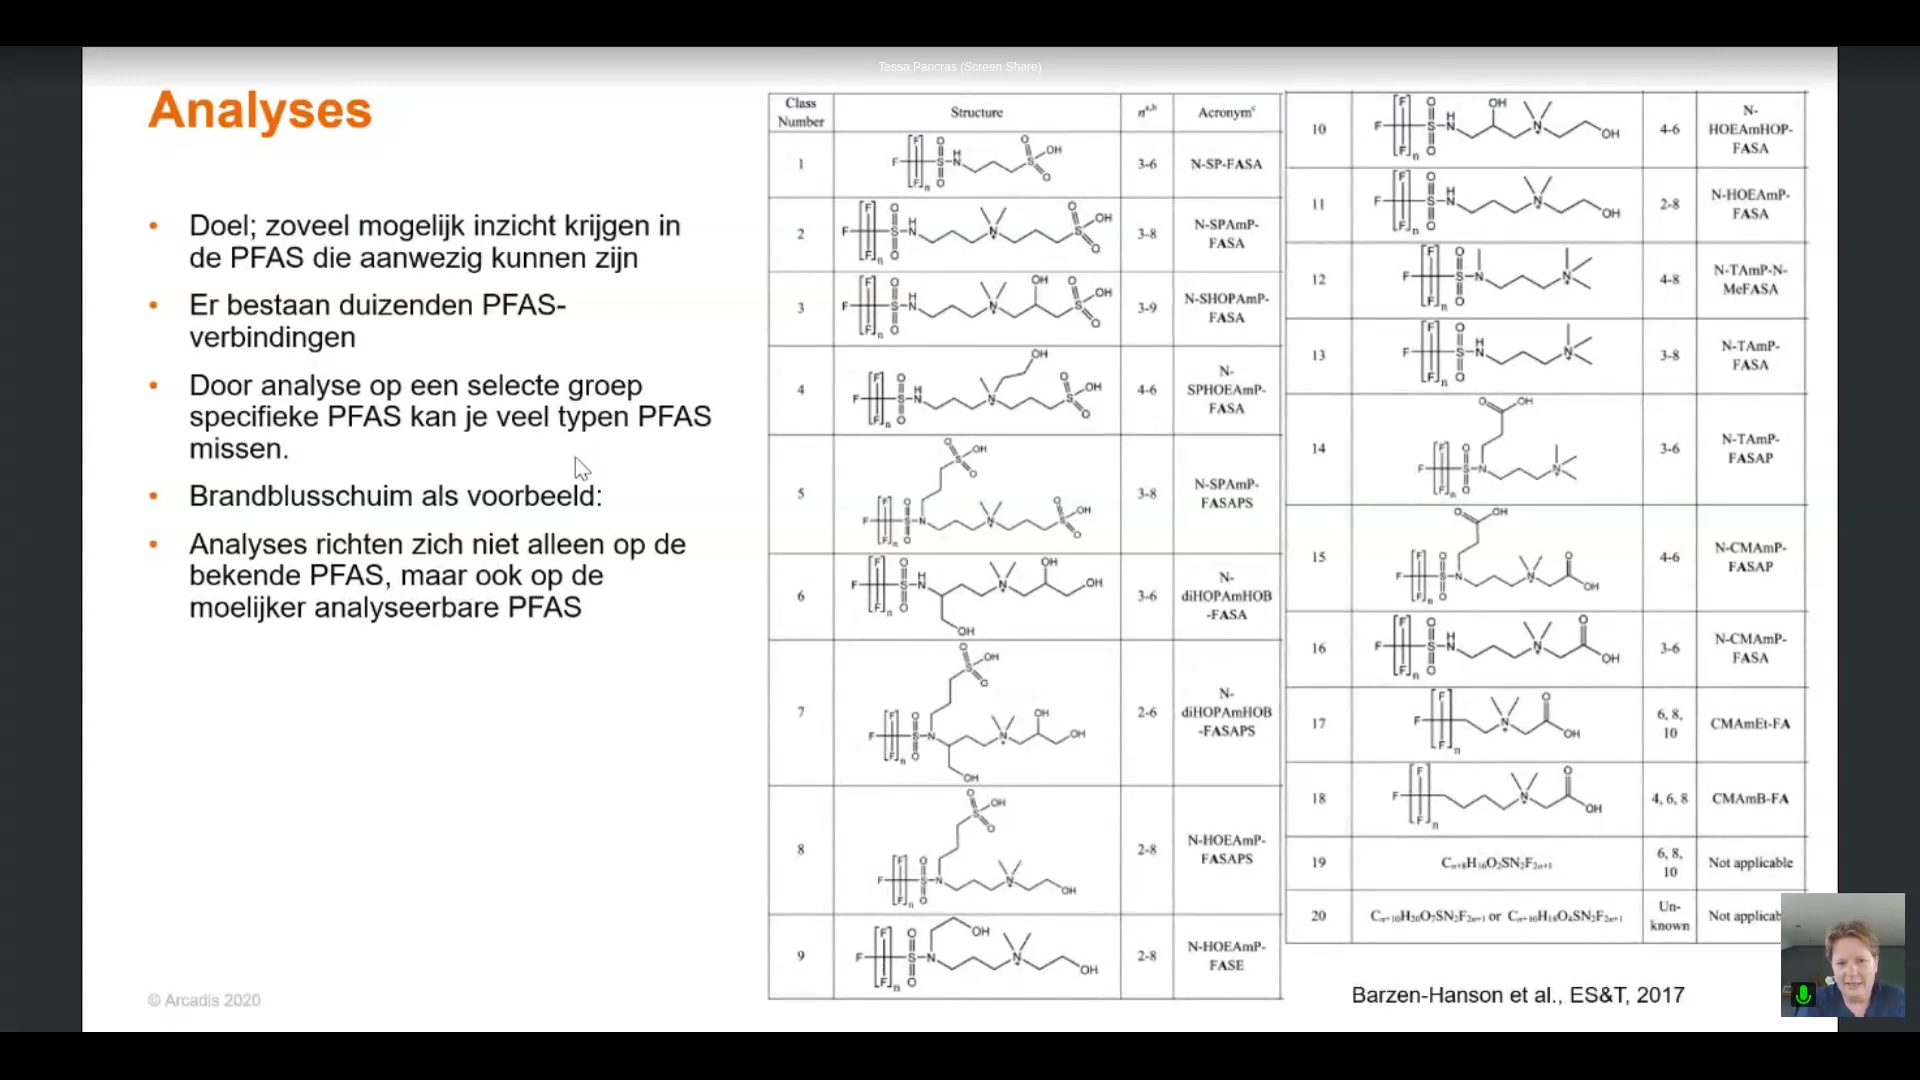 Tessa Pancras (Screen Share)
Analyses
• Doel; zoveel mogelijk inzicht krijgen in
de PFAS die aanwezig kunnen zijn
• Er bestaan duizenden PFAS-
verbindingen
• Door analyse op een selecte groep
specifieke PFAS kan je veel typen PFAS
missen.
• Brandblusschuim als voorbeeld:
• Analyses richten zich niet alleen op de
bekende PFAS, maar ook op de
moelijker analyseerbare PFAS
© Arcadis 2020
Class
Number
Structure
nᵃ,ᵇ
Acronymᶜ
1
3-6
N-SP-FASA
2
3-8
N-SPAmP-
FASA
3
3-9
N-SHOPAmP-
FASA
4
4-6
N-
SPHOEAmP-
FASA
5
3-8
N-SPAmP-
FASAPS
6
3-6
N-
diHOPAmHOB
-FASA
7
2-6
N-
diHOPAmHOB
-FASAPS
8
2-8
N-HOEAmP-
FASAPS
9
2-8
N-HOEAmP-
FASE
10
4-6
N-
HOEAmHOP-
FASA
11
2-8
N-HOEAmP-
FASA
12
4-8
N-TAmP-N-
MeFASA
13
3-8
N-TAmP-
FASA
14
3-6
N-TAmP-
FASAP
15
4-6
N-CMAmP-
FASAP
16
3-6
N-CMAmP-
FASA
17
6, 8,
10
CMAmEt-FA
18
4, 6, 8
CMAmB-FA
19
6, 8,
10
Not applicable
20
Un-
known
Not applicab
Barzen-Hanson et al., ES&T, 2017